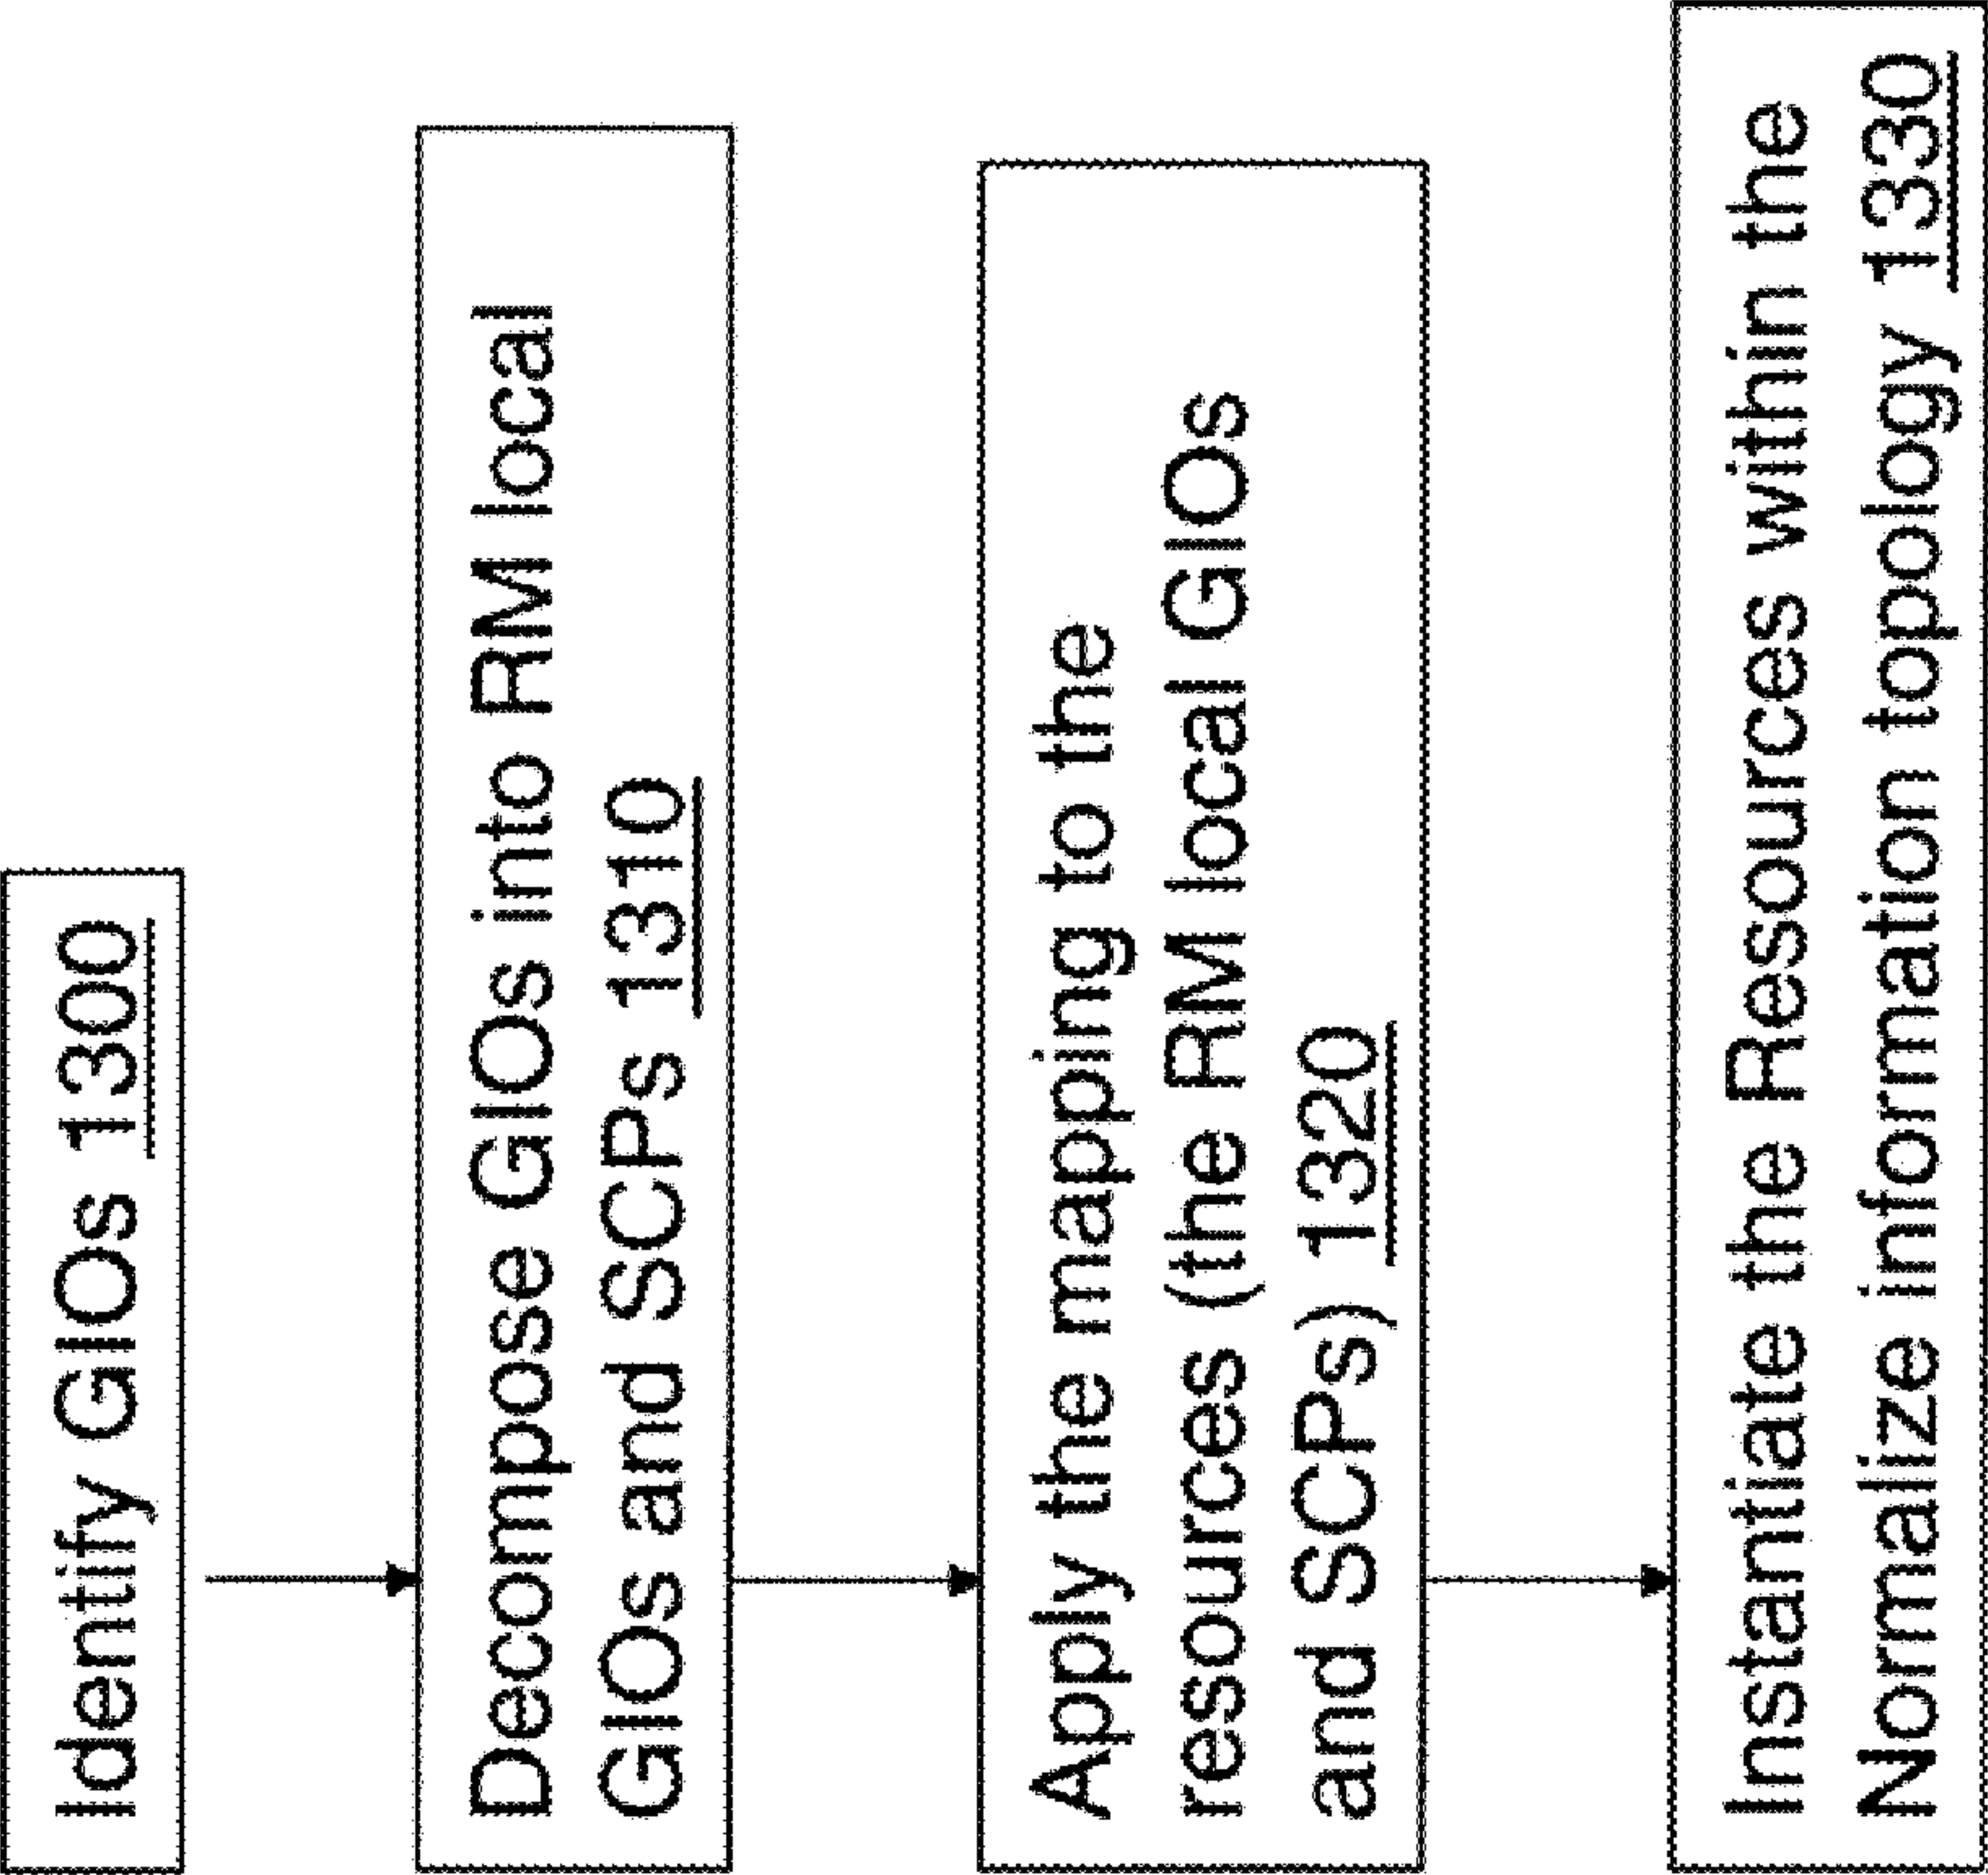 Identify GIOs 1300
Decompose GIOs into RM local
GIOs and SCPs 1310
Apply the mapping to the
resources (the RM local GIOs
and SCPs) 1320
Instantiate the Resources within the
Normalize information topology 1330